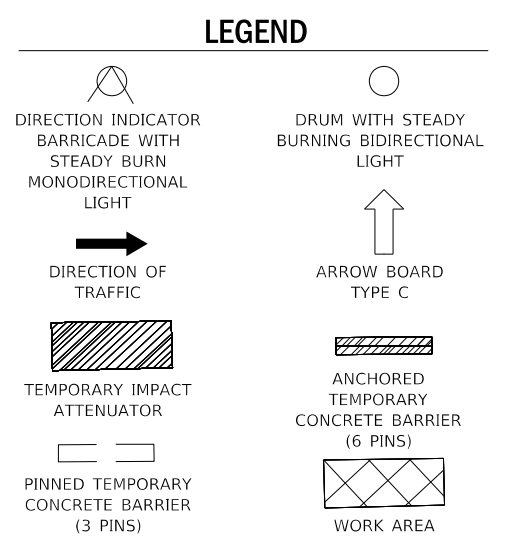 LEGEND
DIRECTION INDICATOR
BARRICADE WITH
STEADY BURN
MONODIRECTIONAL
LIGHT
DRUM WITH STEADY
BURNING BIDIRECTIONAL
LIGHT
DIRECTION OF
TRAFFIC
ARROW BOARD
TYPE C
TEMPORARY IMPACT
ATTENUATOR
ANCHORED
TEMPORARY
CONCRETE BARRIER
(6 PINS)
PINNED TEMPORARY
CONCRETE BARRIER
(3 PINS)
WORK AREA